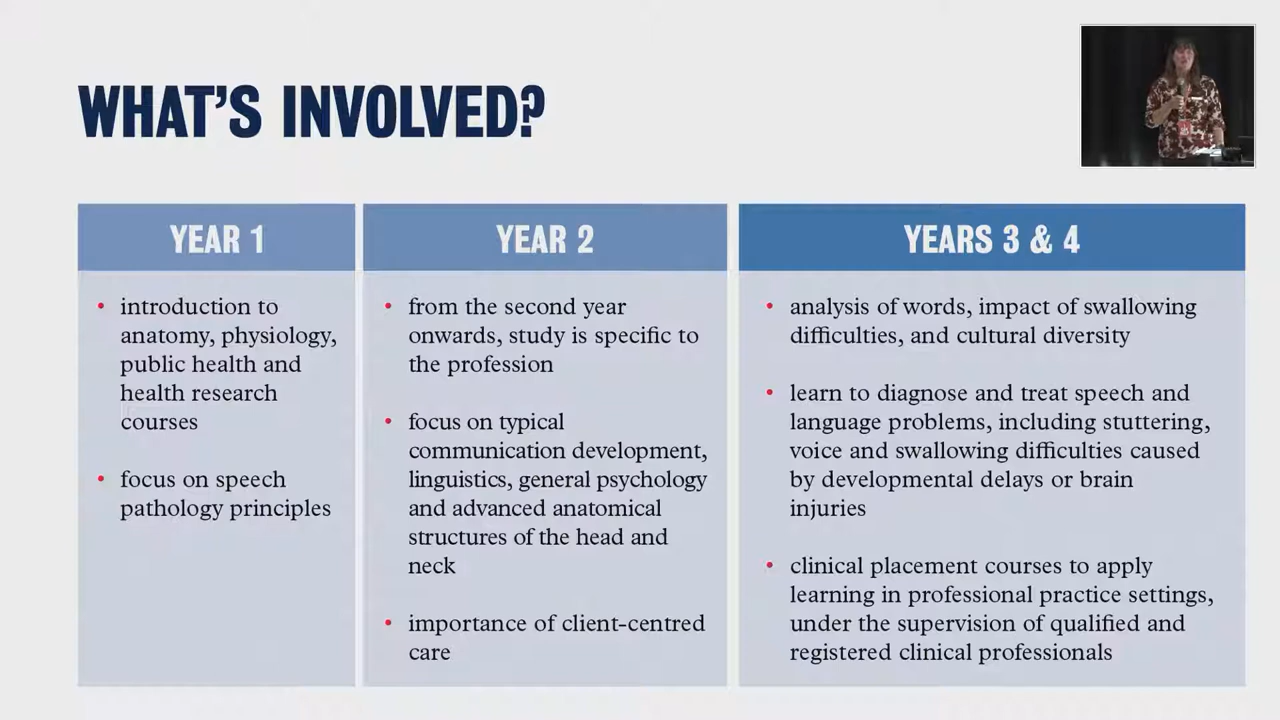 WHAT'S INVOLVED?
YEAR 1
introduction to
anatomy, physiology,
public health and
health research
courses
focus on speech
pathology principles
YEAR 2
from the second year
onwards, study is specific to
the profession
focus on typical
communication development,
linguistics, general psychology
and advanced anatomical
structures of the head and
neck
importance of client-centred
care
YEARS 3 & 4
analysis of words, impact of swallowing
difficulties, and cultural diversity
learn to diagnose and treat speech and
language problems, including stuttering,
voice and swallowing difficulties caused
by developmental delays or brain
injuries
clinical placement courses to apply
learning in professional practice settings,
under the supervision of qualified and
registered clinical professionals